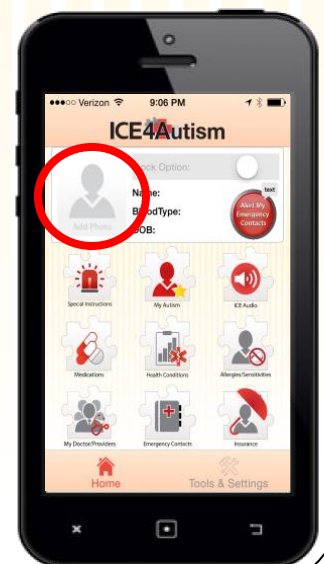 Verizon 9:06 PM
ICE4Autism
Lock Option:
Add Photo
Name:
BloodType:
DOB:
text
Alert My
Emergency
Contacts
Special Instructions
My Autism
ICE Audio
Medications
Health Conditions
Allergies/Sensitivities
My Doctor/Providers
Emergency Contacts
Insurance
Home
Tools & Settings